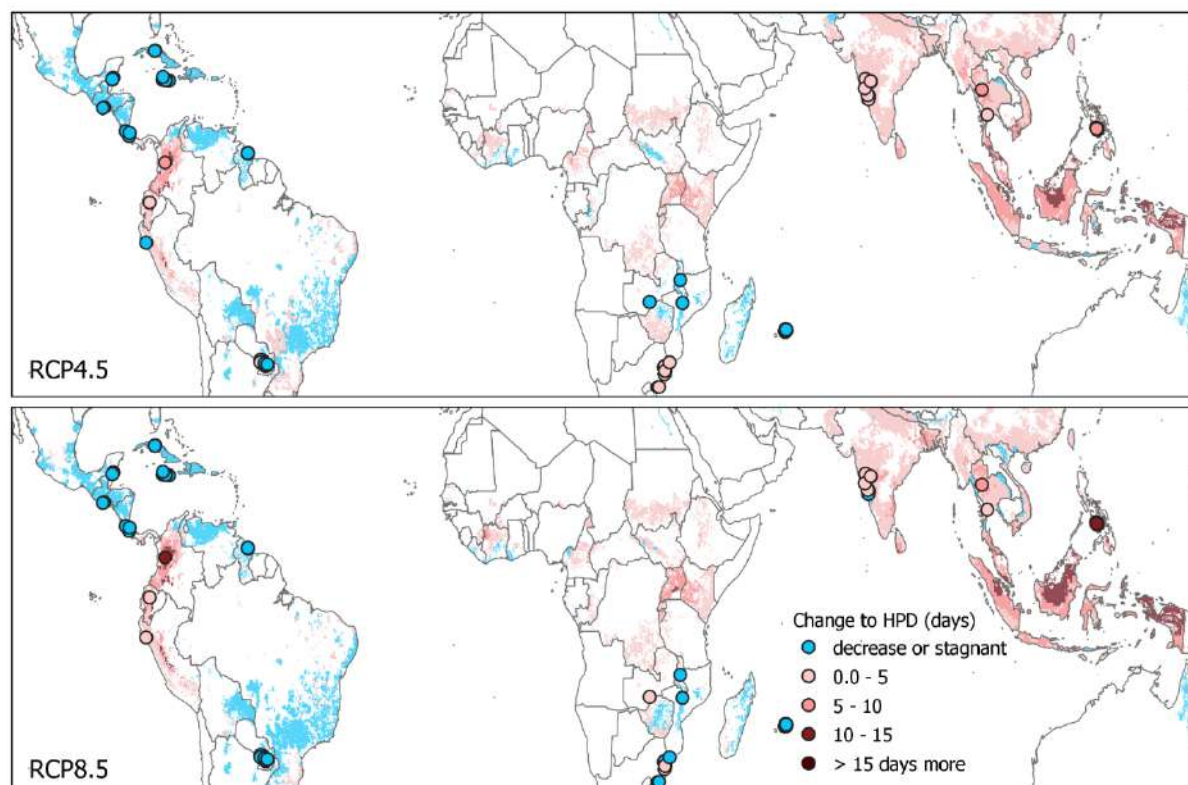 RCP4.5
Change to HPD (days)
decrease or stagnant
0.0 - 5
5 - 10
10 - 15
> 15 days more
RCP8.5